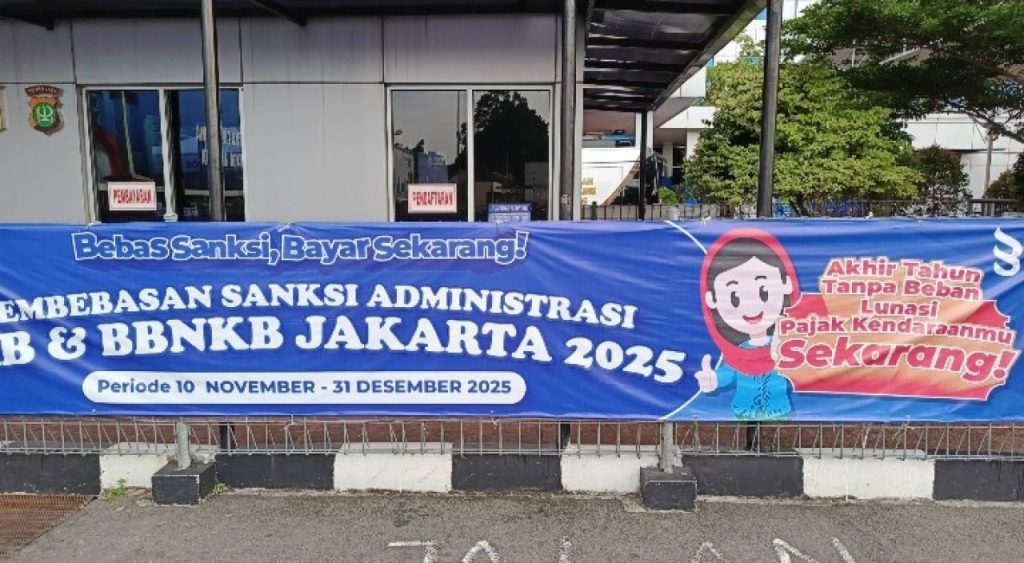 PEMBAYARAN
PENDAFTARAN
Bebas Sanksi, Bayar Sekarang!
EMBEBASAN SANKSI ADMINISTRASI
B & BBNKB JAKARTA 2025
Periode 10 NOVEMBER - 31 DESEMBER 2025
Akhir Tahun
Tanpa Beban
Lunasi
Pajak Kendaraanmu
Sekarang!
JALAN